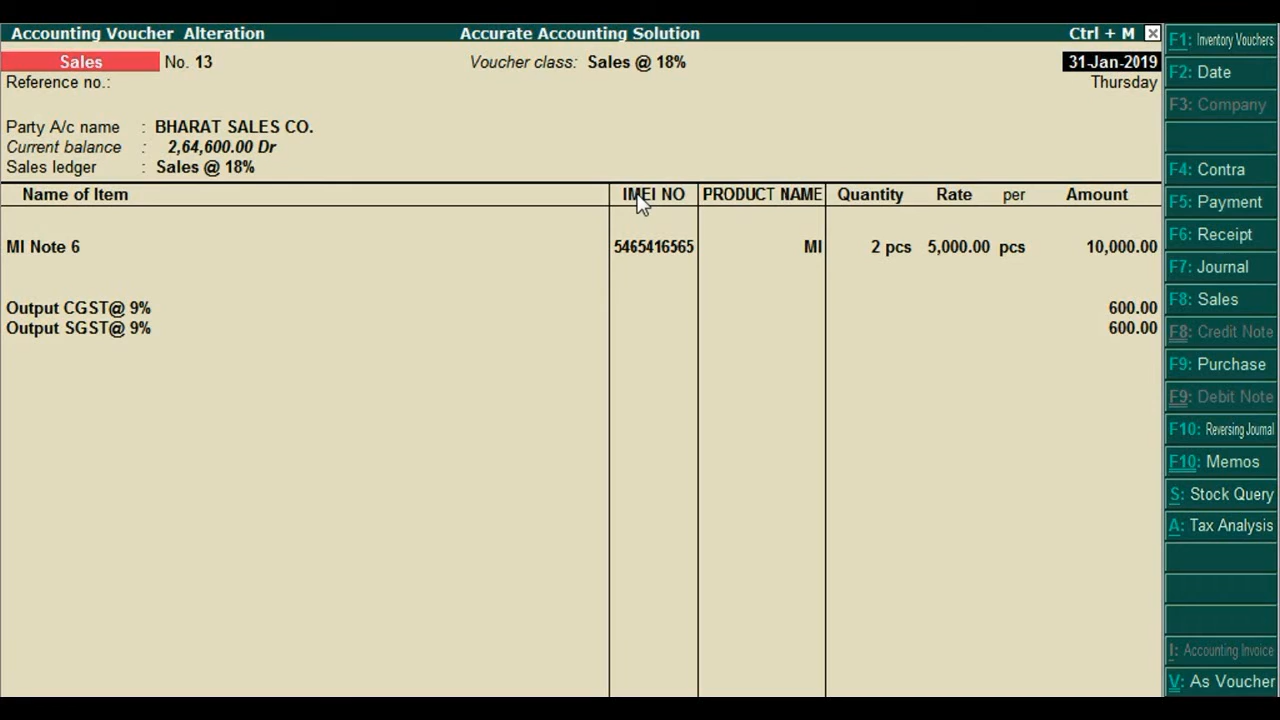 Accounting Voucher Alteration Accurate Accounting Solution Ctrl + M
Sales No. 13 Voucher class: Sales @ 18% 31-Jan-2019
Reference no.: Thursday
Party A/c name : BHARAT SALES CO.
Current balance : 2,64,600.00 Dr
Sales ledger : Sales @ 18%
Name of Item IMEI NO PRODUCT NAME Quantity Rate per Amount
MI Note 6 5465416565 MI 2 pcs 5,000.00 pcs 10,000.00
Output CGST@ 9% 600.00
Output SGST@ 9% 600.00
F1: Inventory Vouchers
F2: Date
F3: Company
F4: Contra
F5: Payment
F6: Receipt
F7: Journal
F8: Sales
F8: Credit Note
F9: Purchase
F9: Debit Note
F10: Reversing Journal
F10: Memos
S: Stock Query
A: Tax Analysis
I: Accounting Invoice
V: As Voucher